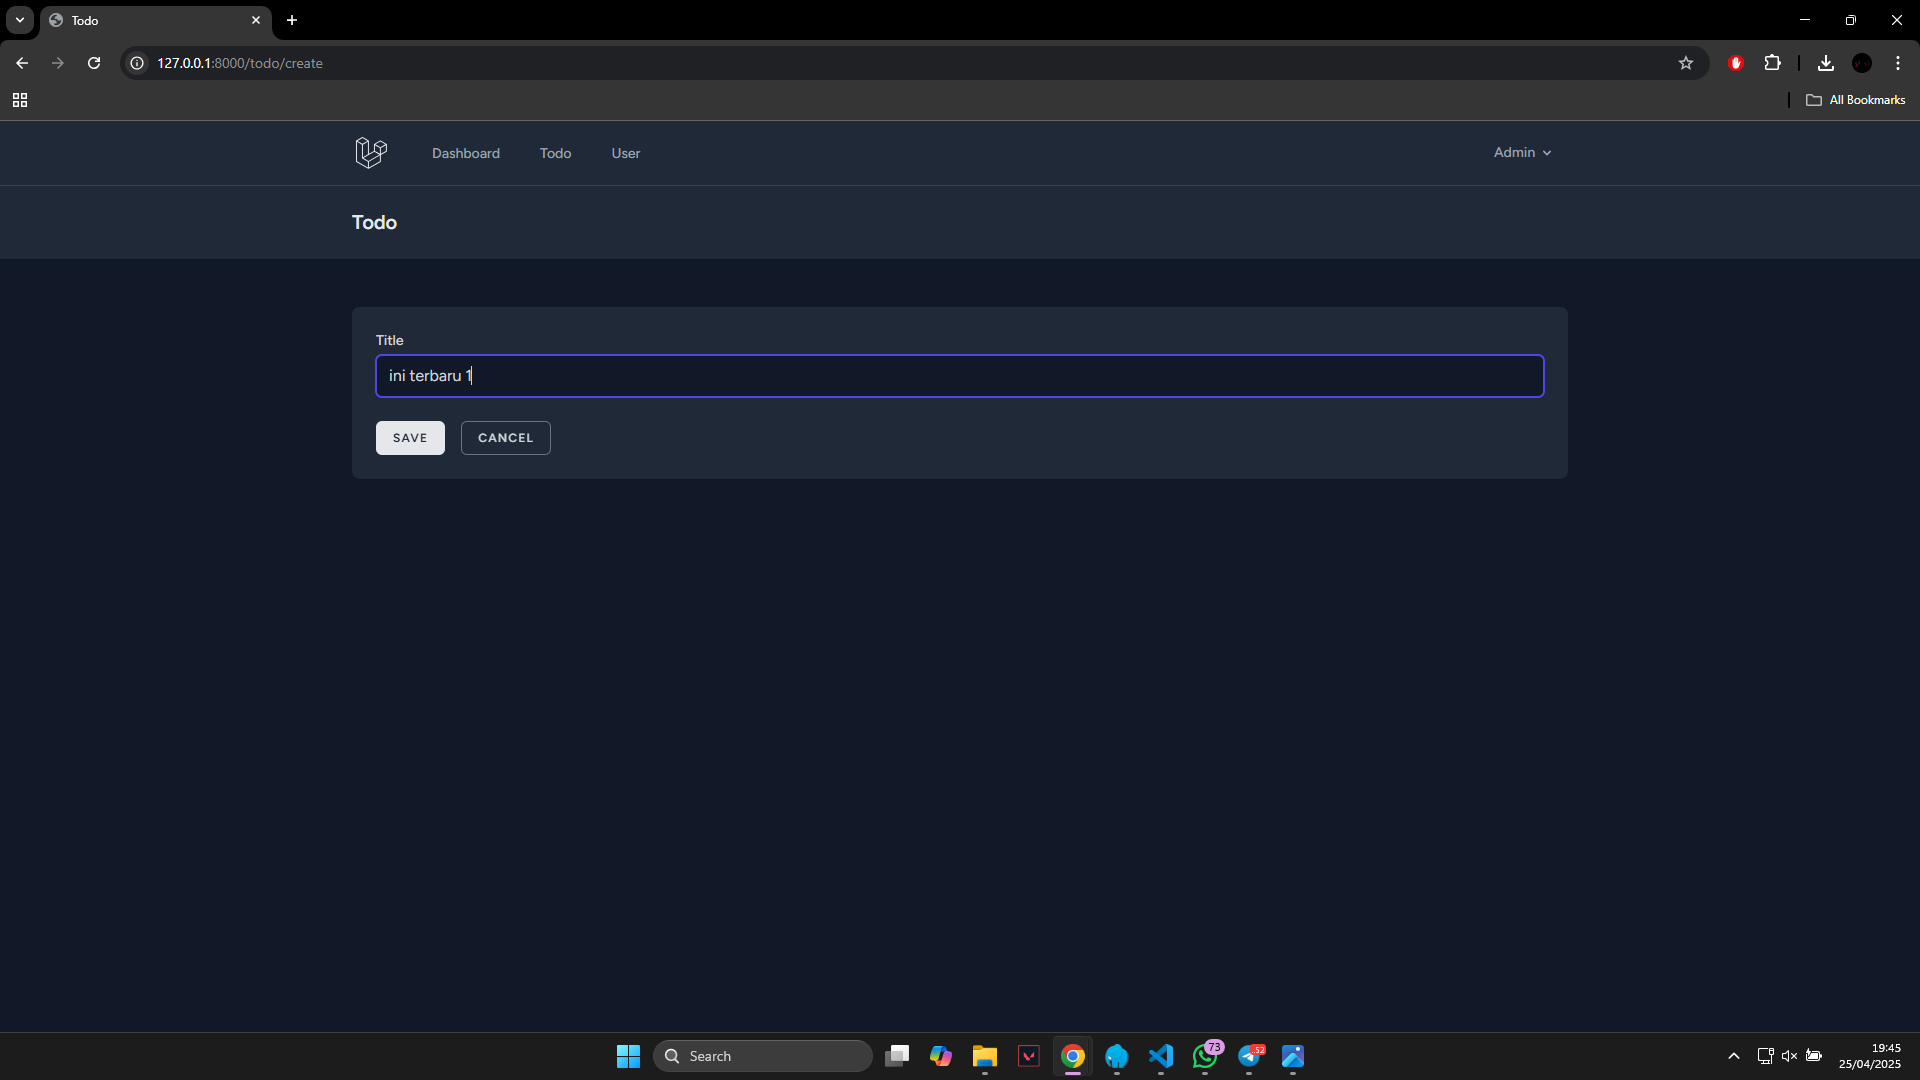 Todo
127.0.0.1:8000/todo/create
All Bookmarks
Dashboard Todo User Admin
Todo
Title
ini terbaru 1
SAVE CANCEL
Search
73
.52
19:45
25/04/2025